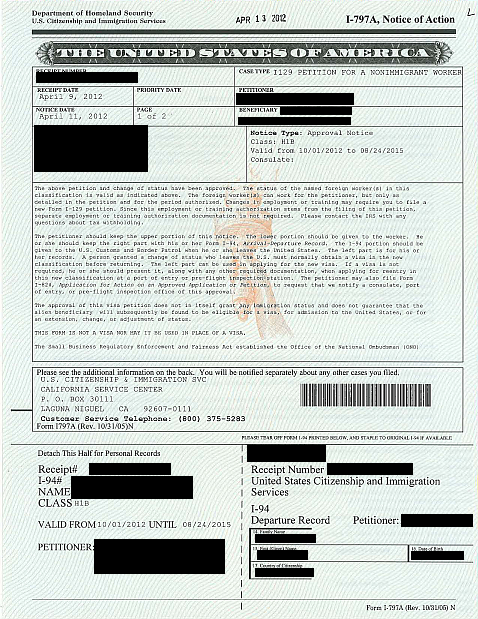 Department of Homeland Security
U.S. Citizenship and Immigration Services
APR 13 2012
I-797A, Notice of Action
THE UNITED STATES OF AMERICA
RECEIPT NUMBER
CASE TYPE I129 PETITION FOR A NONIMMIGRANT WORKER
RECEIPT DATE
April 9, 2012
PRIORITY DATE
PETITIONER
NOTICE DATE
April 11, 2012
PAGE
1 of 2
BENEFICIARY
Notice Type: Approval Notice
Class: H1B
Valid from 10/01/2012 to 08/24/2015
Consulate:
The above petition and change of status have been approved. The status of the named foreign worker(s) in this
classification is valid as indicated above. The foreign worker(s) can work for the petitioner, but only as
detailed in the petition and for the period authorized. Changes in employment or training may require you to file a
new Form I-129 petition. Since this employment or training authorization stems from the filing of this petition,
separate employment or training authorization documentation is not required. Please contact the IRS with any
questions about tax withholding.
The petitioner should keep the upper portion of this notice. The lower portion should be given to the worker. He
or she should keep the right part with his or her Form I-94, Arrival-Departure Record. The I-94 portion should be
given to the U.S. Customs and Border Patrol when he or she leaves the United States. The left part is for his or
her records. A person granted a change of status who leaves the U.S. must normally obtain a visa in the new
classification before returning. The left part can be used in applying for the new visa. If a visa is not
required, he or she should present it, along with any other required documentation, when applying for reentry in
this new classification at a port of entry or pre-flight inspection station. The petitioner may also file Form
I-824, Application for Action on an Approved Application or Petition, to request that we notify a consulate, port
of entry, or pre-flight inspection office of this approval.
The approval of this visa petition does not in itself grant any immigration status and does not guarantee that the
alien beneficiary will subsequently be found to be eligible for a visa, for admission to the United States, or for
an extension, change, or adjustment of status.
THIS FORM IS NOT A VISA NOR MAY IT BE USED IN PLACE OF A VISA.
The Small Business Regulatory Enforcement and Fairness Act established the Office of the National Ombudsman (ONO)
Please see the additional information on the back. You will be notified separately about any other cases you filed.
U.S. CITIZENSHIP & IMMIGRATION SVC
CALIFORNIA SERVICE CENTER
P. O. BOX 30111
LAGUNA NIGUEL CA 92607-0111
Customer Service Telephone: (800) 375-5283
Form I797A (Rev. 10/31/05)N
PLEASE TEAR OFF FORM I-94 PRINTED BELOW, AND STAPLE TO ORIGINAL I-94 IF AVAILABLE
Detach This Half for Personal Records
Receipt#
I-94#
NAME
CLASS H1B
VALID FROM 10/01/2012 UNTIL 08/24/2015
PETITIONER:
Receipt Number
United States Citizenship and Immigration
Services
I-94
Departure Record
Petitioner:
14. Family Name
15. First (Given) Name
16. Date of Birth
17. Country of Citizenship
Form I-797A (Rev. 10/31/05) N